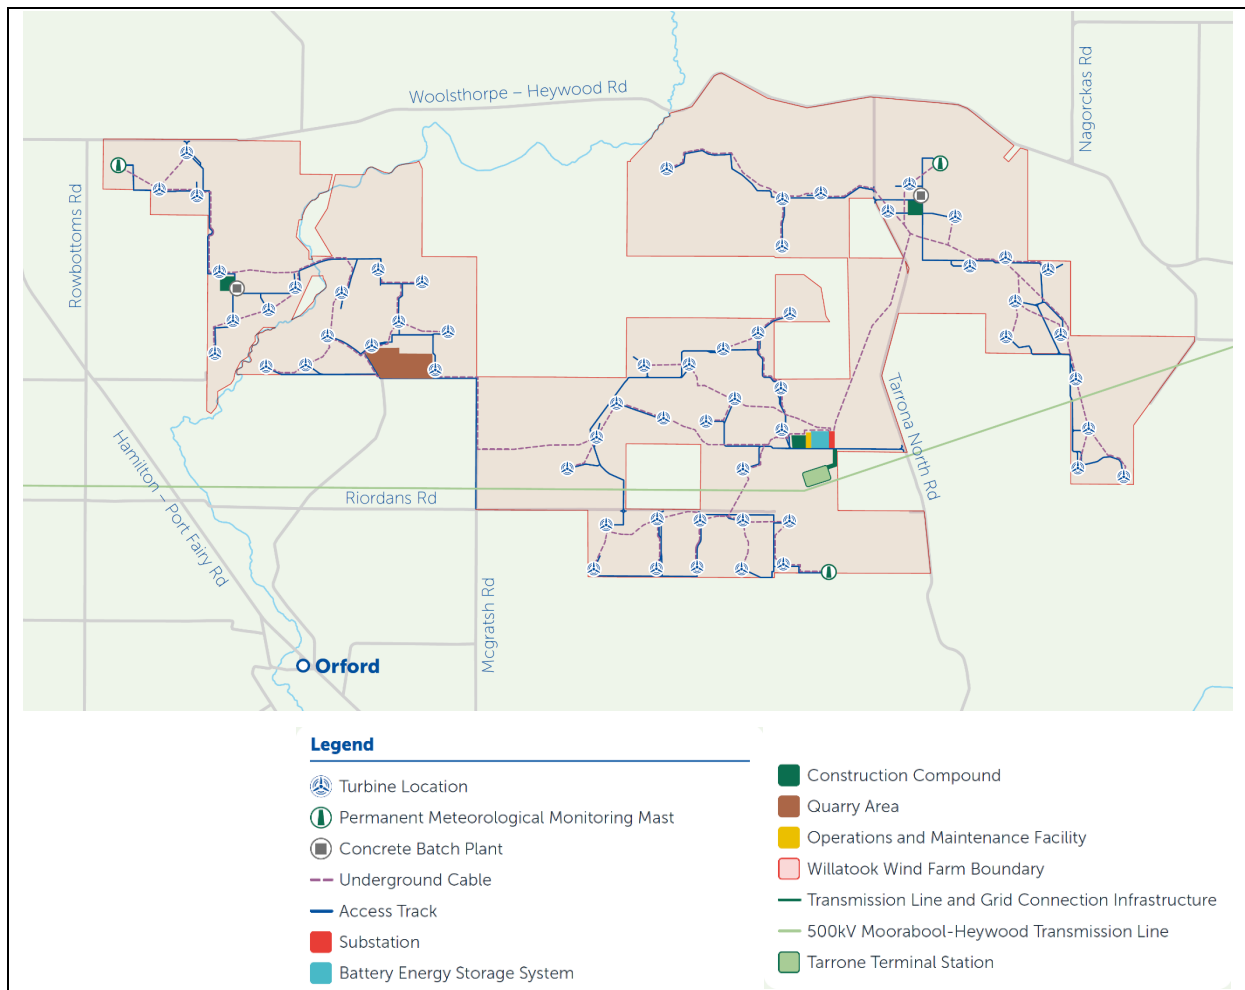 Woolsthorpe – Heywood Rd
Nagorckas Rd
Rowbottoms Rd
Hamilton – Port Fairy Rd
Riordans Rd
Tarrona North Rd
Mcgratsh Rd
Orford
Legend
Turbine Location
Permanent Meteorological Monitoring Mast
Concrete Batch Plant
Underground Cable
Access Track
Substation
Battery Energy Storage System
Construction Compound
Quarry Area
Operations and Maintenance Facility
Willatook Wind Farm Boundary
Transmission Line and Grid Connection Infrastructure
500kV Moorabool-Heywood Transmission Line
Tarrone Terminal Station